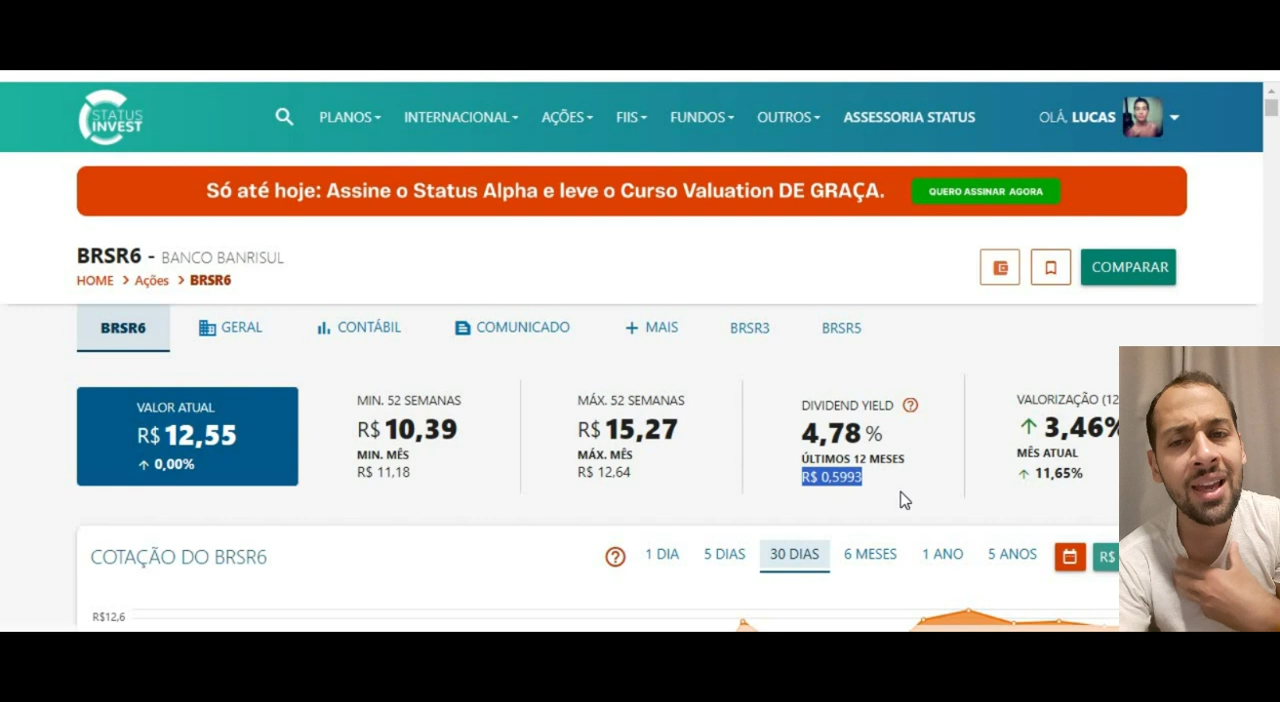 STATUS
INVEST
PLANOS
INTERNACIONAL
AÇÕES
FIIS
FUNDOS
OUTROS
ASSESSORIA STATUS
OLÁ, LUCAS
Só até hoje: Assine o Status Alpha e leve o Curso Valuation DE GRAÇA.
QUERO ASSINAR AGORA
BRSR6 - BANCO BANRISUL
HOME > Ações > BRSR6
COMPARAR
BRSR6
GERAL
CONTÁBIL
COMUNICADO
+ MAIS
BRSR3
BRSR5
VALOR ATUAL
R$ 12,55
↑ 0,00%
MIN. 52 SEMANAS
R$ 10,39
MIN. MÊS
R$ 11,18
MÁX. 52 SEMANAS
R$ 15,27
MÁX. MÊS
R$ 12,64
DIVIDEND YIELD ?
4,78 %
ÚLTIMOS 12 MESES
R$ 0,5993
VALORIZAÇÃO (12
↑ 3,46%
MÊS ATUAL
↑ 11,65%
COTAÇÃO DO BRSR6
?
1 DIA
5 DIAS
30 DIAS
6 MESES
1 ANO
5 ANOS
R$
R$12,6